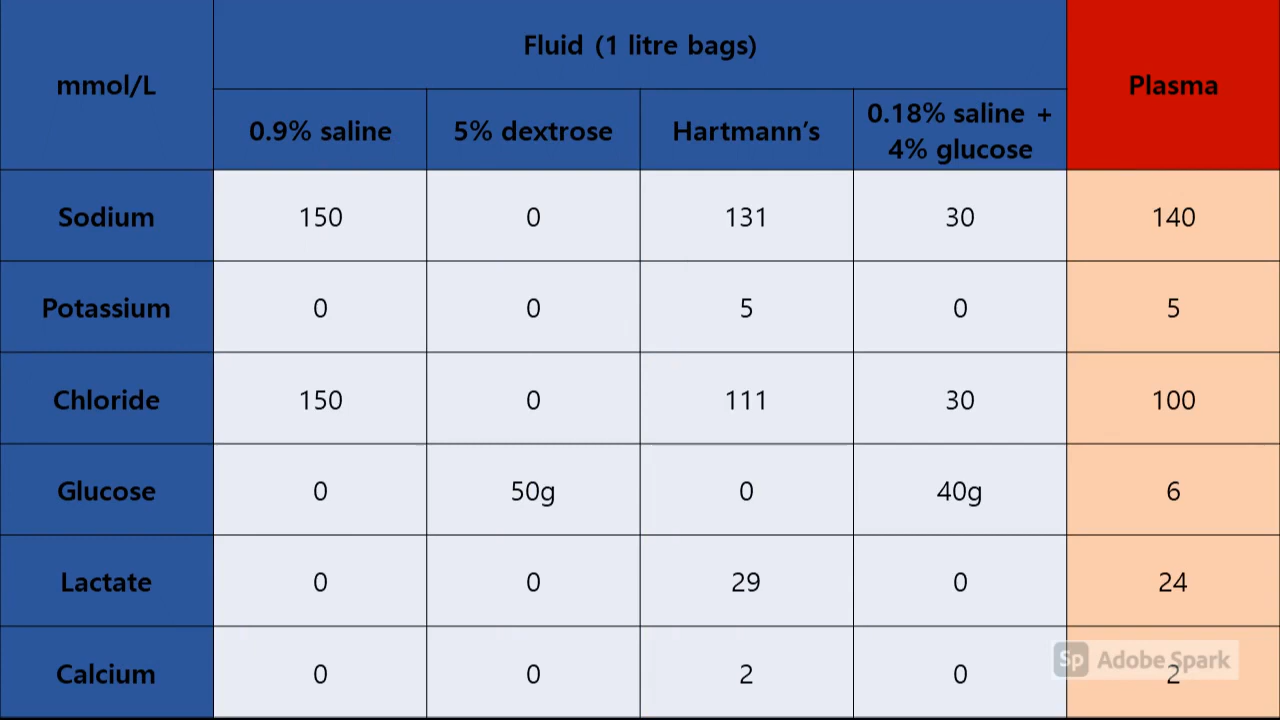 mmol/L
Fluid (1 litre bags)
Plasma
0.9% saline
5% dextrose
Hartmann’s
0.18% saline +
4% glucose
Sodium 150 0 131 30 140
Potassium 0 0 5 0 5
Chloride 150 0 111 30 100
Glucose 0 50g 0 40g 6
Lactate 0 0 29 0 24
Calcium 0 0 2 0 2
Sp Adobe Spark